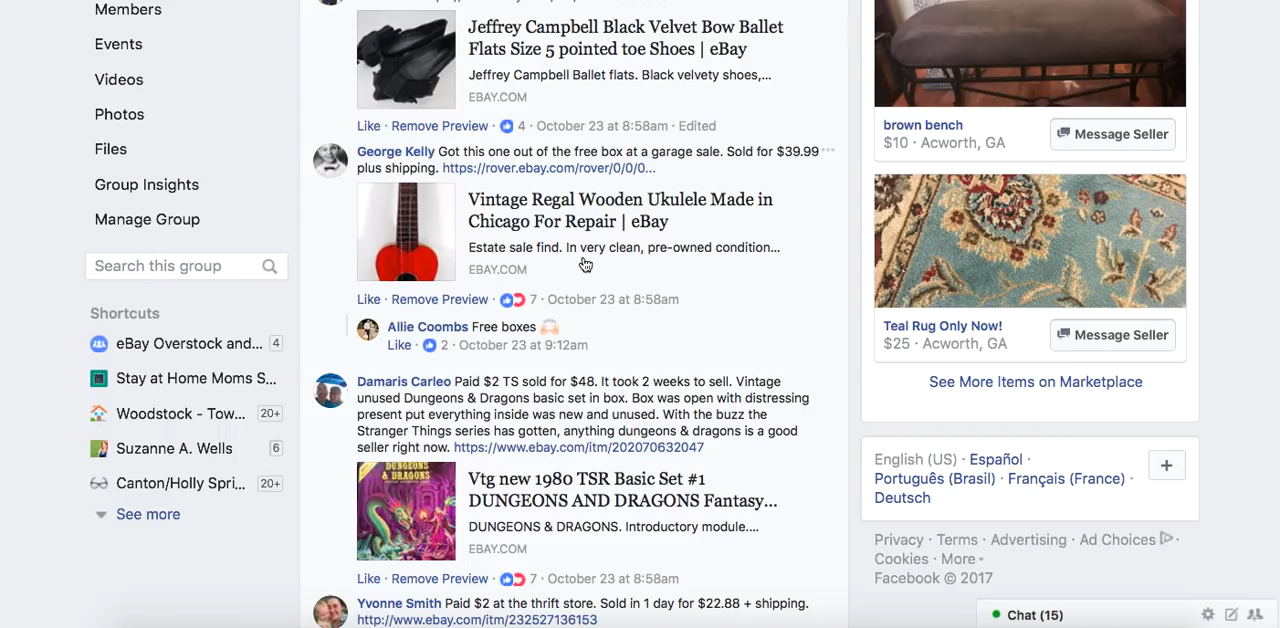 Members
Events
Videos
Photos
Files
Group Insights
Manage Group
Search this group
Shortcuts
eBay Overstock and... 4
Stay at Home Moms S...
Woodstock - Tow... 20+
Suzanne A. Wells 6
Canton/Holly Spri... 20+
See more
Jeffrey Campbell Black Velvet Bow Ballet
Flats Size 5 pointed toe Shoes | eBay
Jeffrey Campbell Ballet flats. Black velvety shoes,...
EBAY.COM
Like · Remove Preview · 4 · October 23 at 8:58am · Edited
George Kelly Got this one out of the free box at a garage sale. Sold for $39.99
plus shipping. https://rover.ebay.com/rover/0/0/0...
Vintage Regal Wooden Ukulele Made in
Chicago For Repair | eBay
Estate sale find. In very clean, pre-owned condition...
EBAY.COM
Like · Remove Preview · 7 · October 23 at 8:58am
Allie Coombs Free boxes
Like · 2 · October 23 at 9:12am
Damaris Carleo Paid $2 TS sold for $48. It took 2 weeks to sell. Vintage
unused Dungeons & Dragons basic set in box. Box was open with distressing
present put everything inside was new and unused. With the buzz the
Stranger Things series has gotten, anything dungeons & dragons is a good
seller right now. https://www.ebay.com/itm/202070632047
DUNGEONS
& DRAGONS
Vtg new 1980 TSR Basic Set #1
DUNGEONS AND DRAGONS Fantasy...
DUNGEONS & DRAGONS. Introductory module....
EBAY.COM
Like · Remove Preview · 7 · October 23 at 8:58am
Yvonne Smith Paid $2 at the thrift store. Sold in 1 day for $22.88 + shipping.
http://www.ebay.com/itm/232527136153
brown bench
$10 · Acworth, GA
Message Seller
Teal Rug Only Now!
$25 · Acworth, GA
Message Seller
See More Items on Marketplace
English (US) · Español ·
Português (Brasil) · Français (France) ·
Deutsch
+
Privacy · Terms · Advertising · Ad Choices ·
Cookies · More
Facebook © 2017
Chat (15)